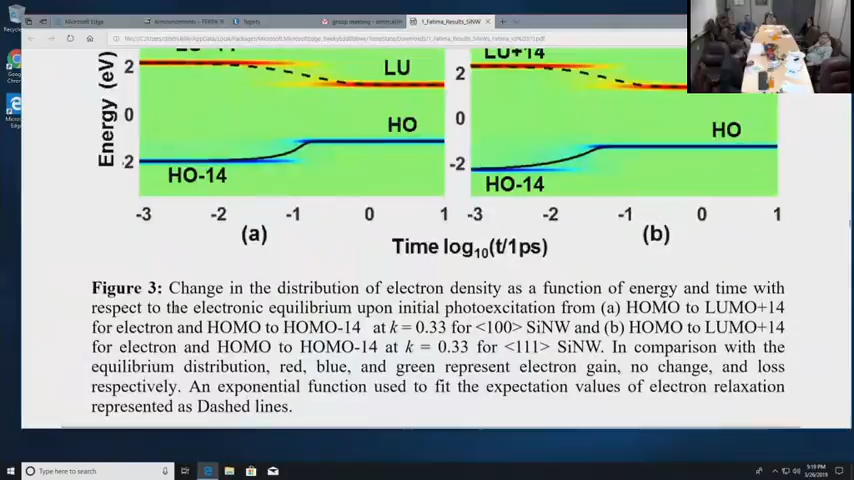 Microsoft Edge
group meeting
1_Fatima_Results_SiNW
LU+14
2
LU
2
0
0
HO
HO
-2
-2
HO-14
HO-14
Energy (eV)
-3 -2 -1 0 1
-3 -2 -1 0 1
(a)
(b)
Time log10(t/1ps)
Figure 3: Change in the distribution of electron density as a function of energy and time with
respect to the electronic equilibrium upon initial photoexcitation from (a) HOMO to LUMO+14
for electron and HOMO to HOMO-14 at k = 0.33 for <100> SiNW and (b) HOMO to LUMO+14
for electron and HOMO to HOMO-14 at k = 0.33 for <111> SiNW. In comparison with the
equilibrium distribution, red, blue, and green represent electron gain, no change, and loss
respectively. An exponential function used to fit the expectation values of electron relaxation
represented as Dashed lines.
Type here to search
9:19 PM